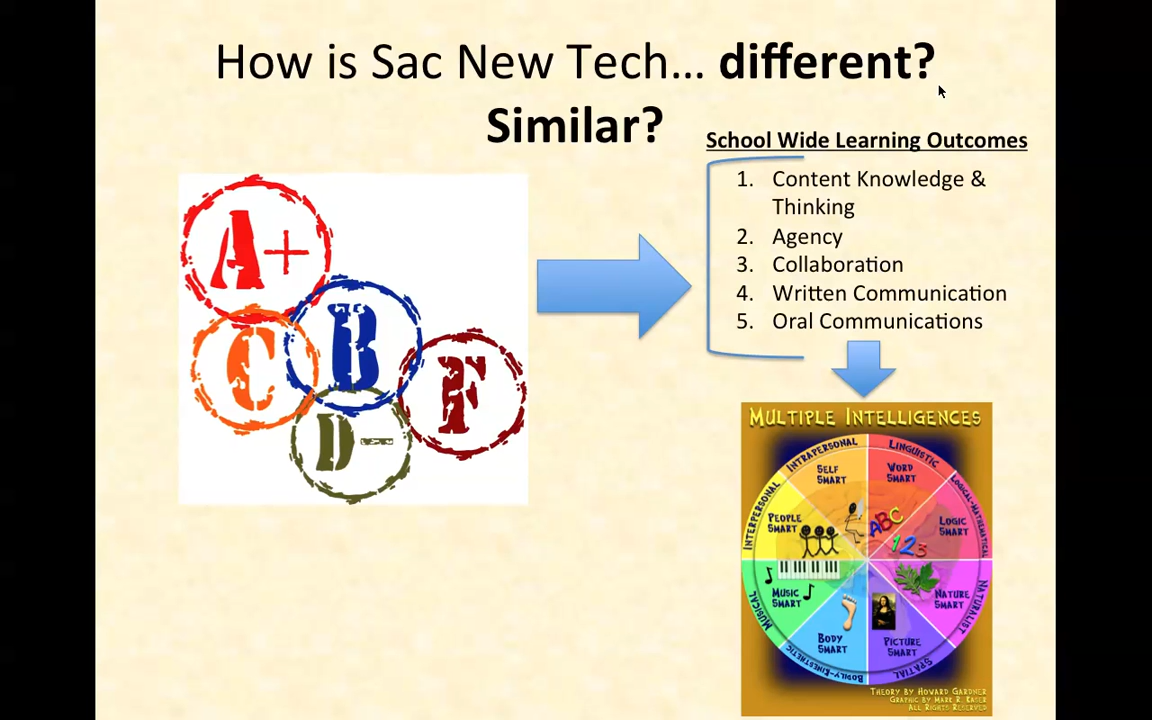 How is Sac New Tech... different?
Similar?
School Wide Learning Outcomes
1. Content Knowledge &
Thinking
2. Agency
3. Collaboration
4. Written Communication
5. Oral Communications
A+
B
C
D-
F
MULTIPLE INTELLIGENCES
INTRAPERSONAL
SELF
SMART
LINGUISTIC
WORD
SMART
LOGICAL-MATHEMATICAL
LOGIC
SMART
INTERPERSONAL
PEOPLE
SMART
ABC
123
NATURALIST
NATURE
SMART
MUSICAL
MUSIC
SMART
BODILY-KINESTHETIC
BODY
SMART
SPATIAL
PICTURE
SMART
THEORY BY HOWARD GARDNER
GRAPHIC BY MARK R. KASER
ALL RIGHTS RESERVED